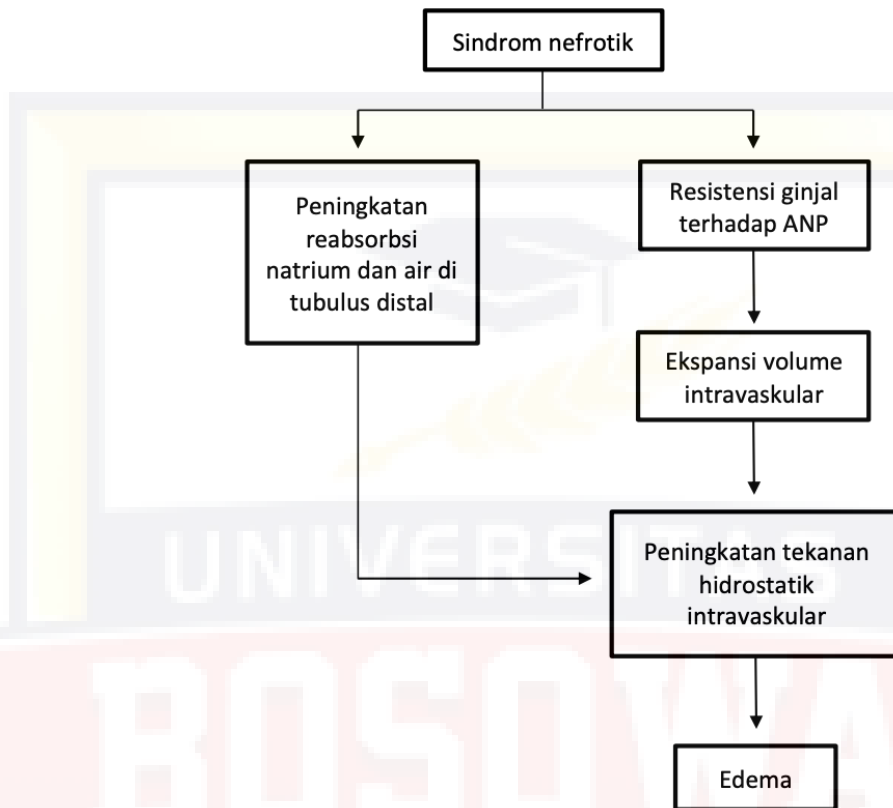 Sindrom nefrotik
Peningkatan
reabsorbsi
natrium dan air di
tubulus distal
Resistensi ginjal
terhadap ANP
Ekspansi volume
intravaskular
Peningkatan tekanan
hidrostatik
intravaskular
Edema
UNIVERSITAS
BOSOWA